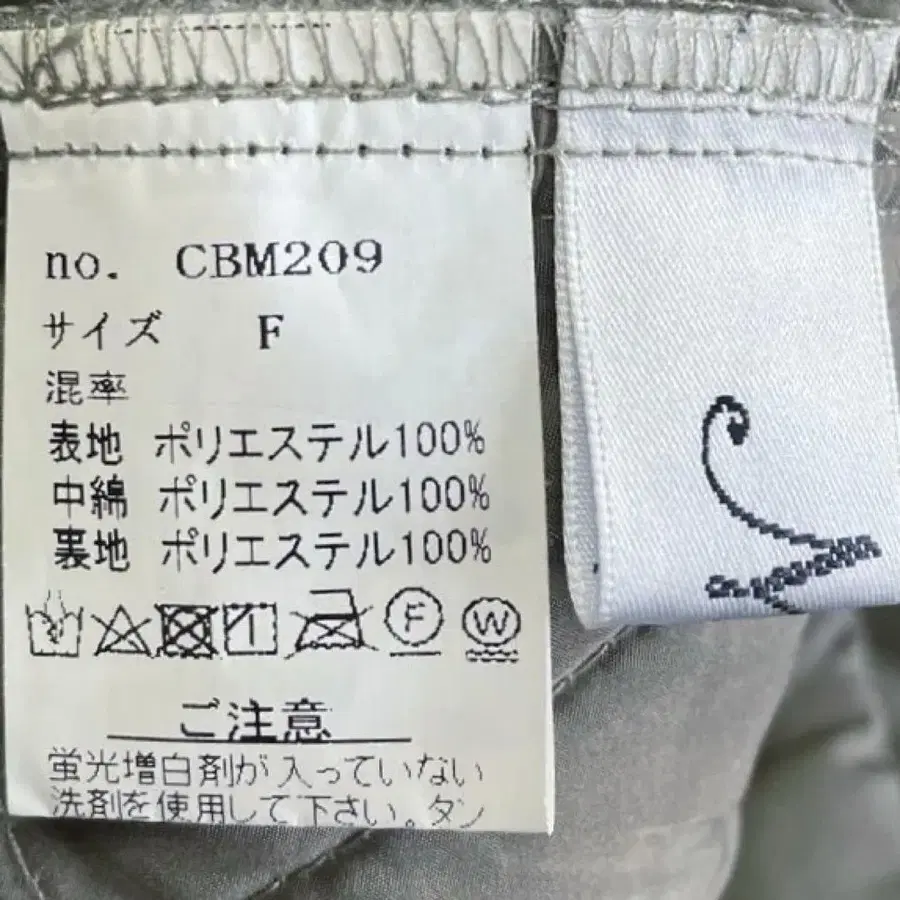 no. CBM209
サイズ F
混率
表地 ポリエステル100%
中綿 ポリエステル100%
裏地 ポリエステル100%
F
W
ご注意
蛍光増白剤が入っていない
洗剤を使用して下さい。タン